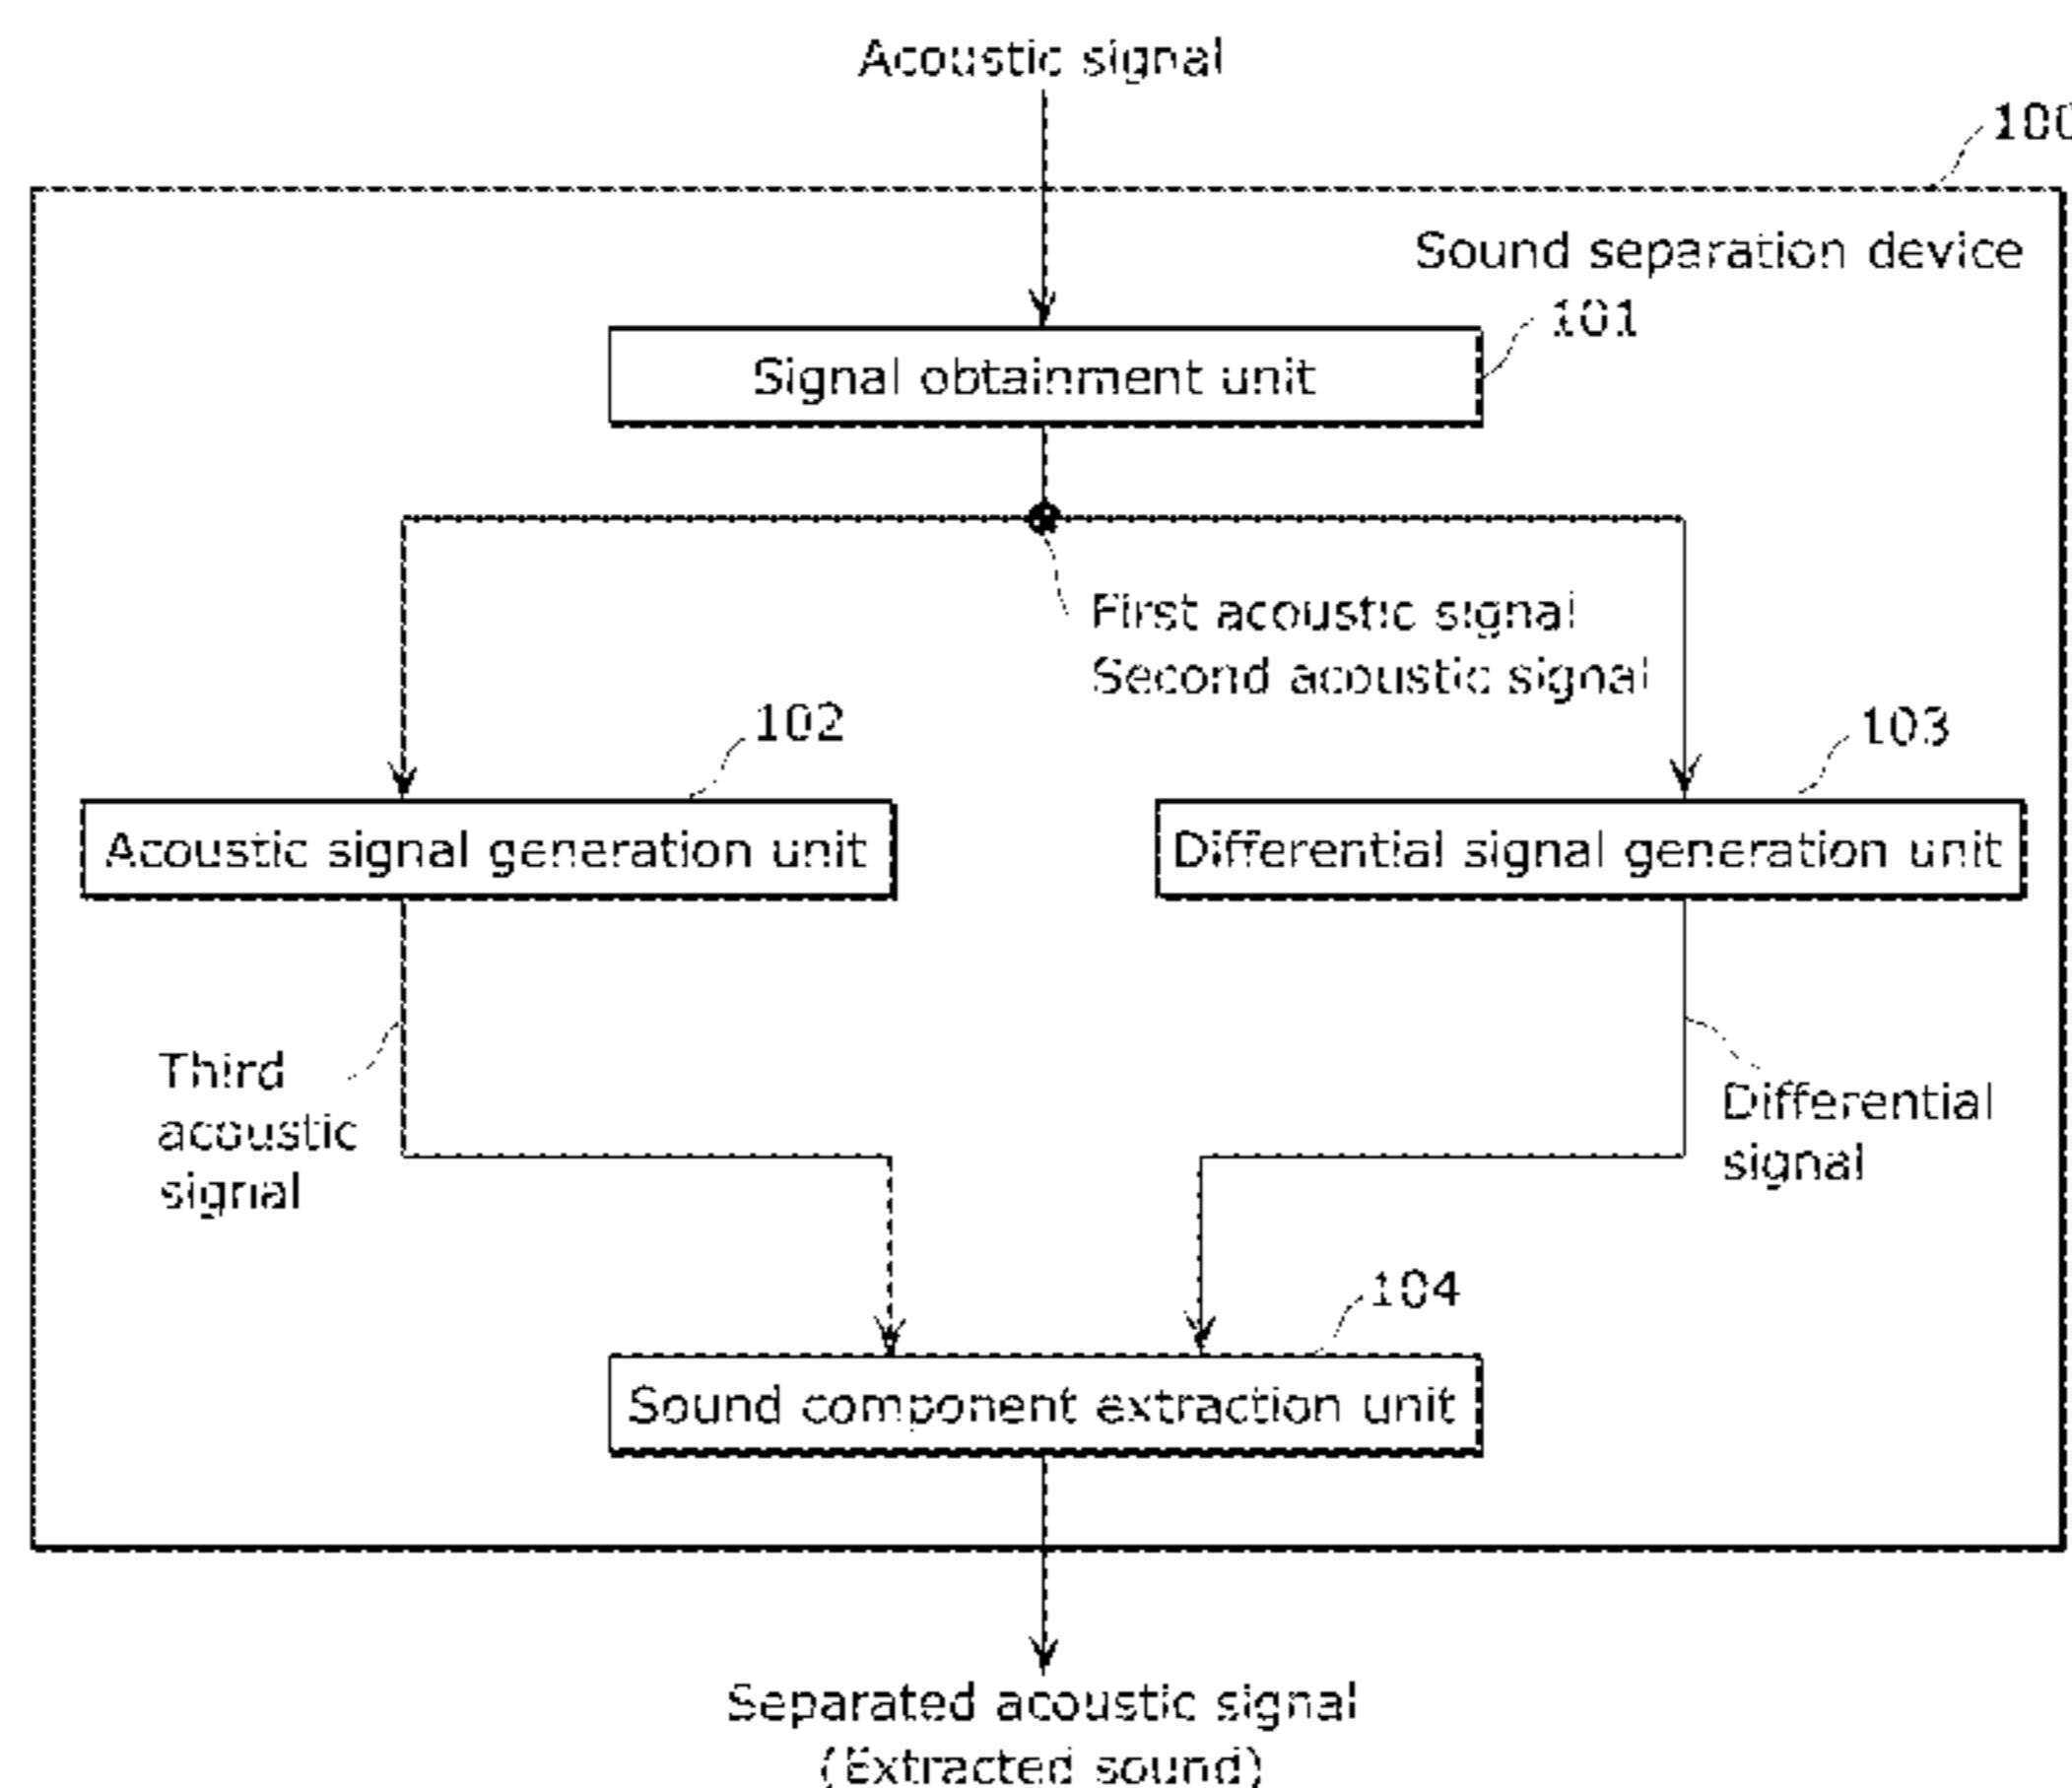 Acoustic signal
100
Sound separation device
101
Signal obtainment unit
First acoustic signal
Second acoustic signal
102
103
Acoustic signal generation unit
Differential signal generation unit
Third
acoustic
signal
Differential
signal
104
Sound component extraction unit
Separated acoustic signal
(Extracted sound)